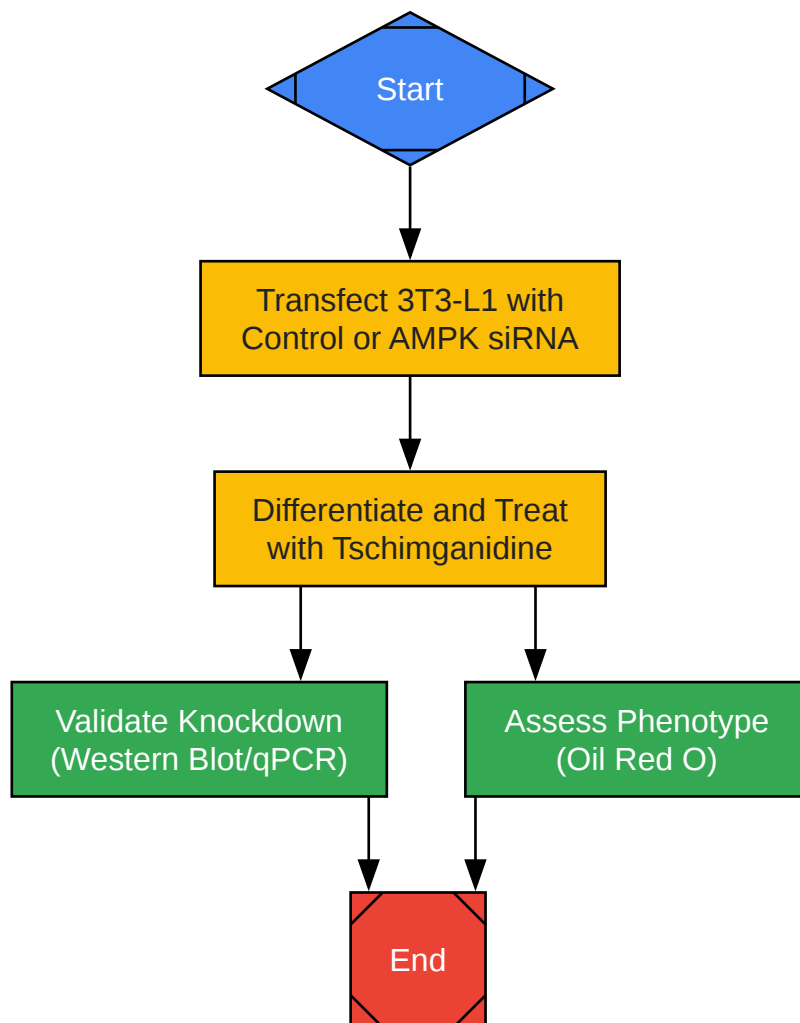 Start
Transfect 3T3-L1 with
Control or AMPK siRNA
Differentiate and Treat
with Tschimganidine
Validate Knockdown
(Western Blot/qPCR)
Assess Phenotype
(Oil Red O)
End